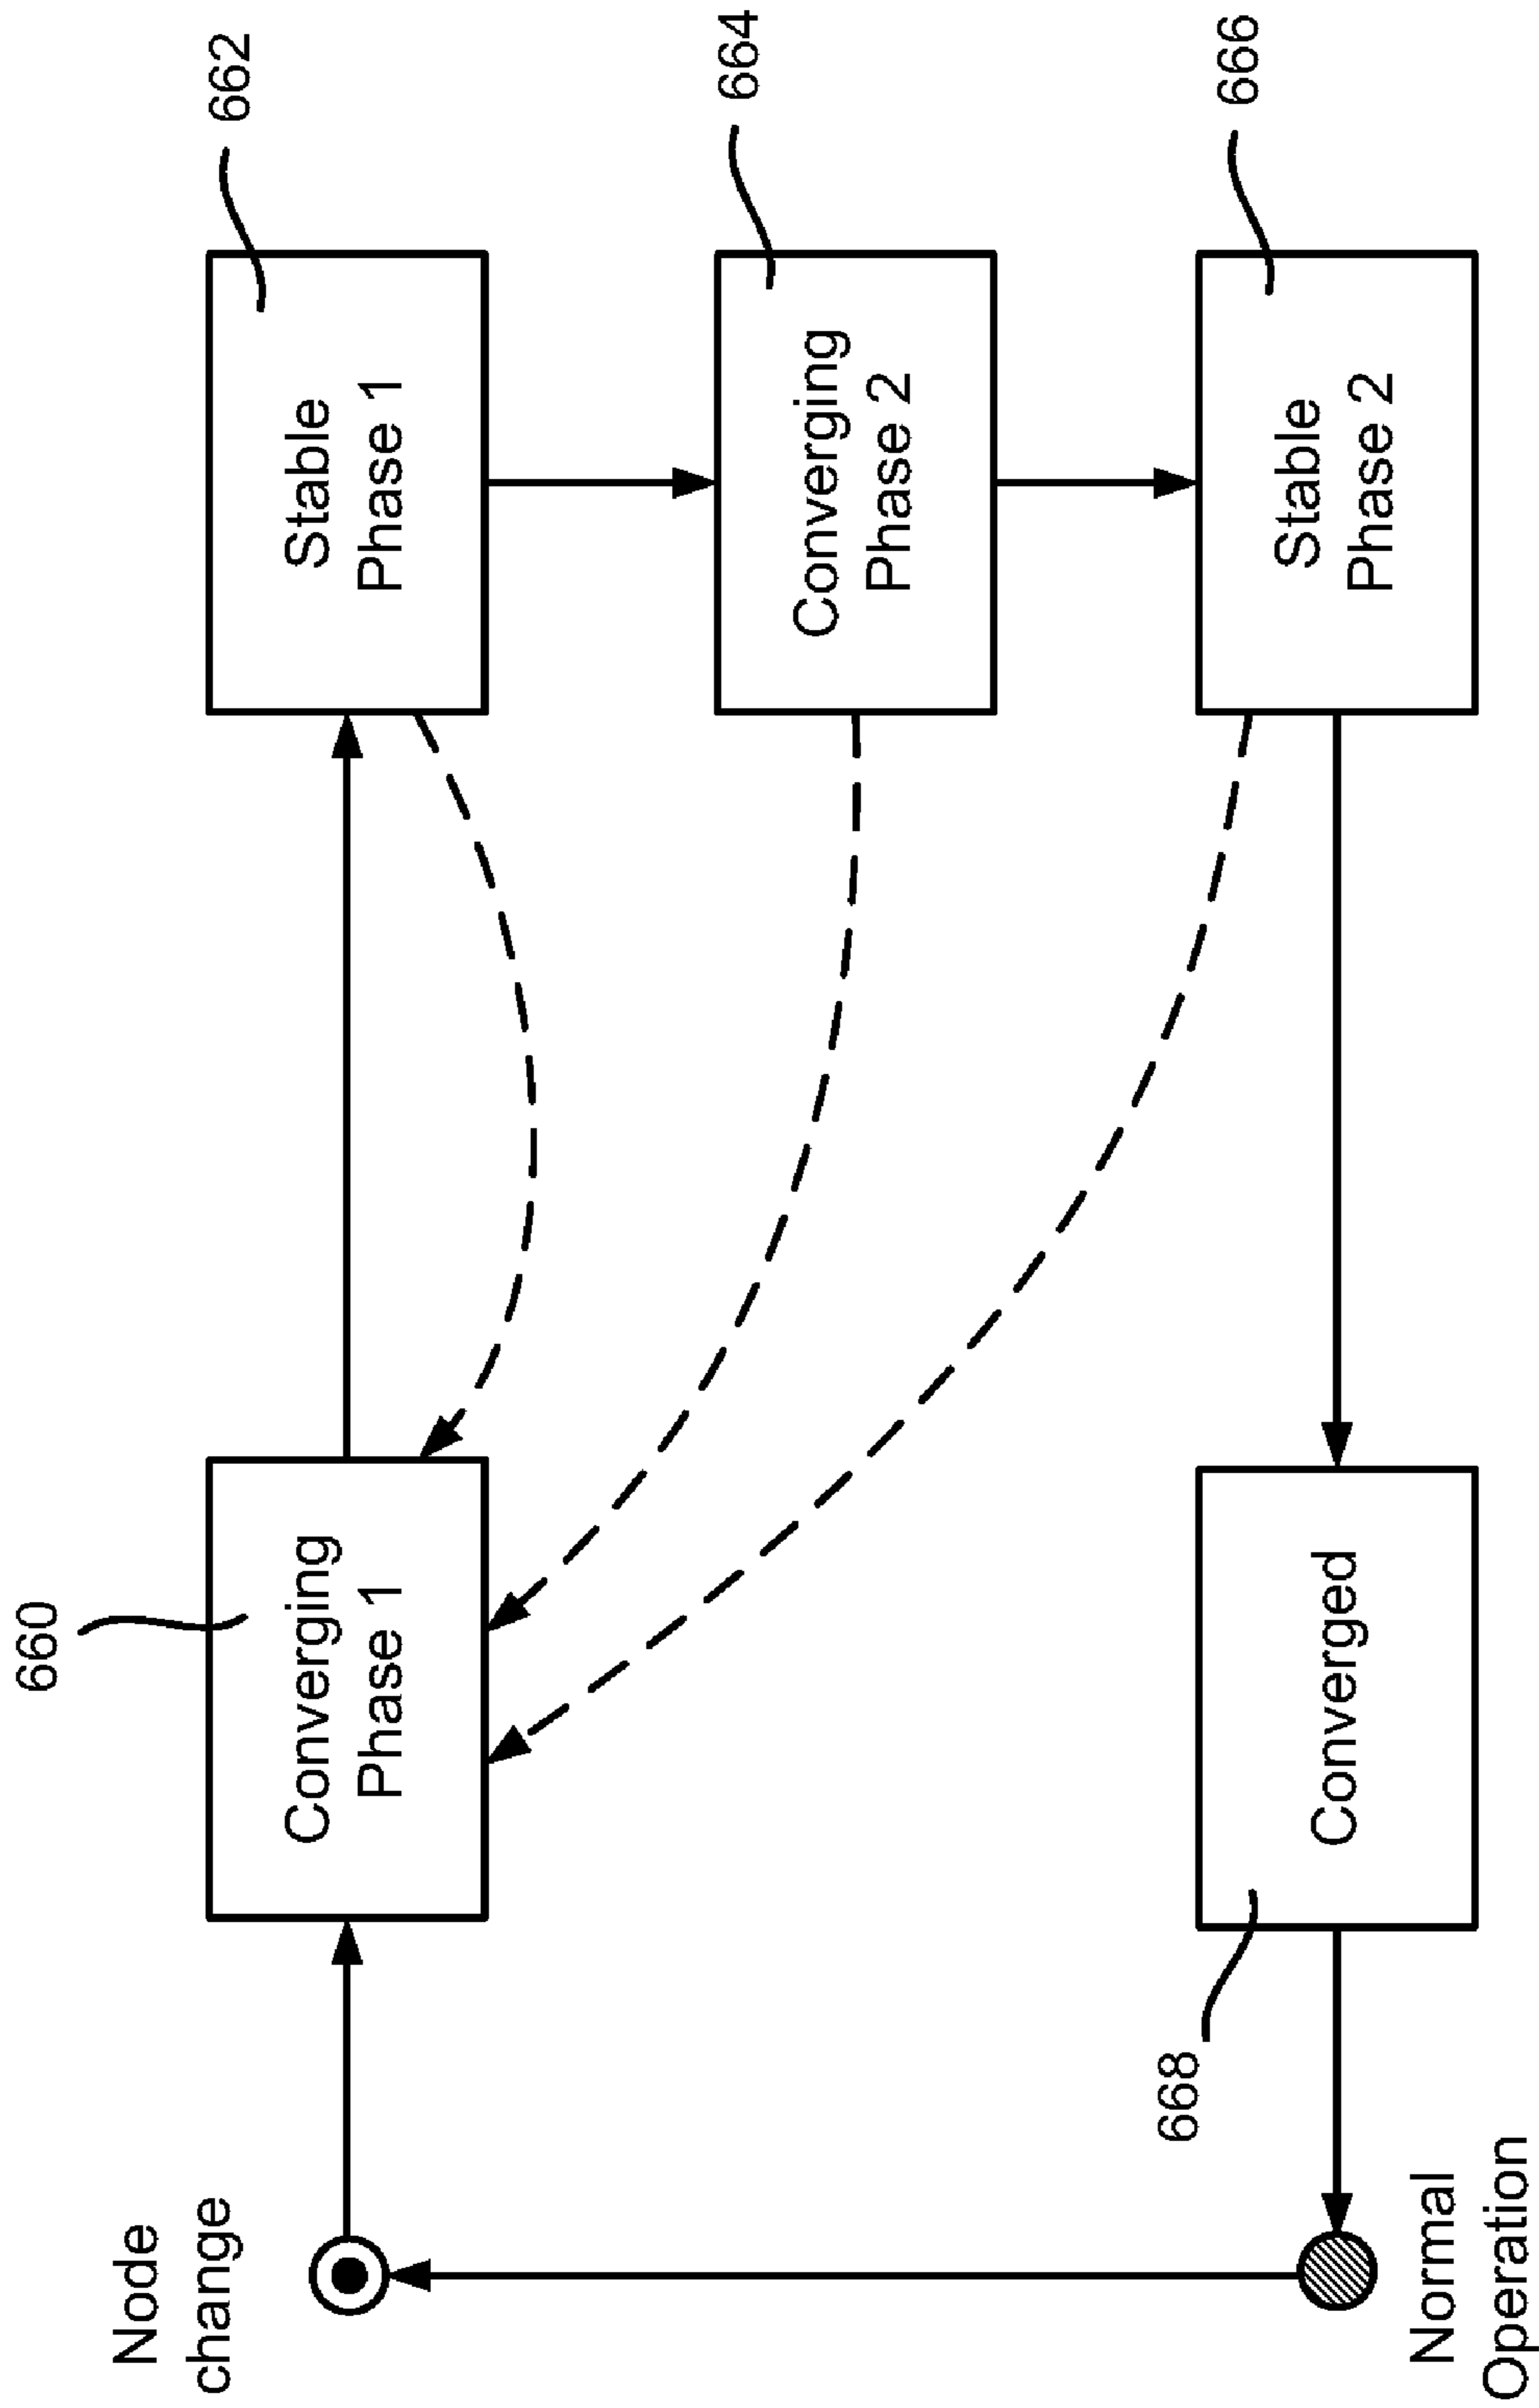 Node
change
660
Converging
Phase 1
Stable
Phase 1
662
Converging
Phase 2
664
Normal
Operation
668
Converged
Stable
Phase 2
666